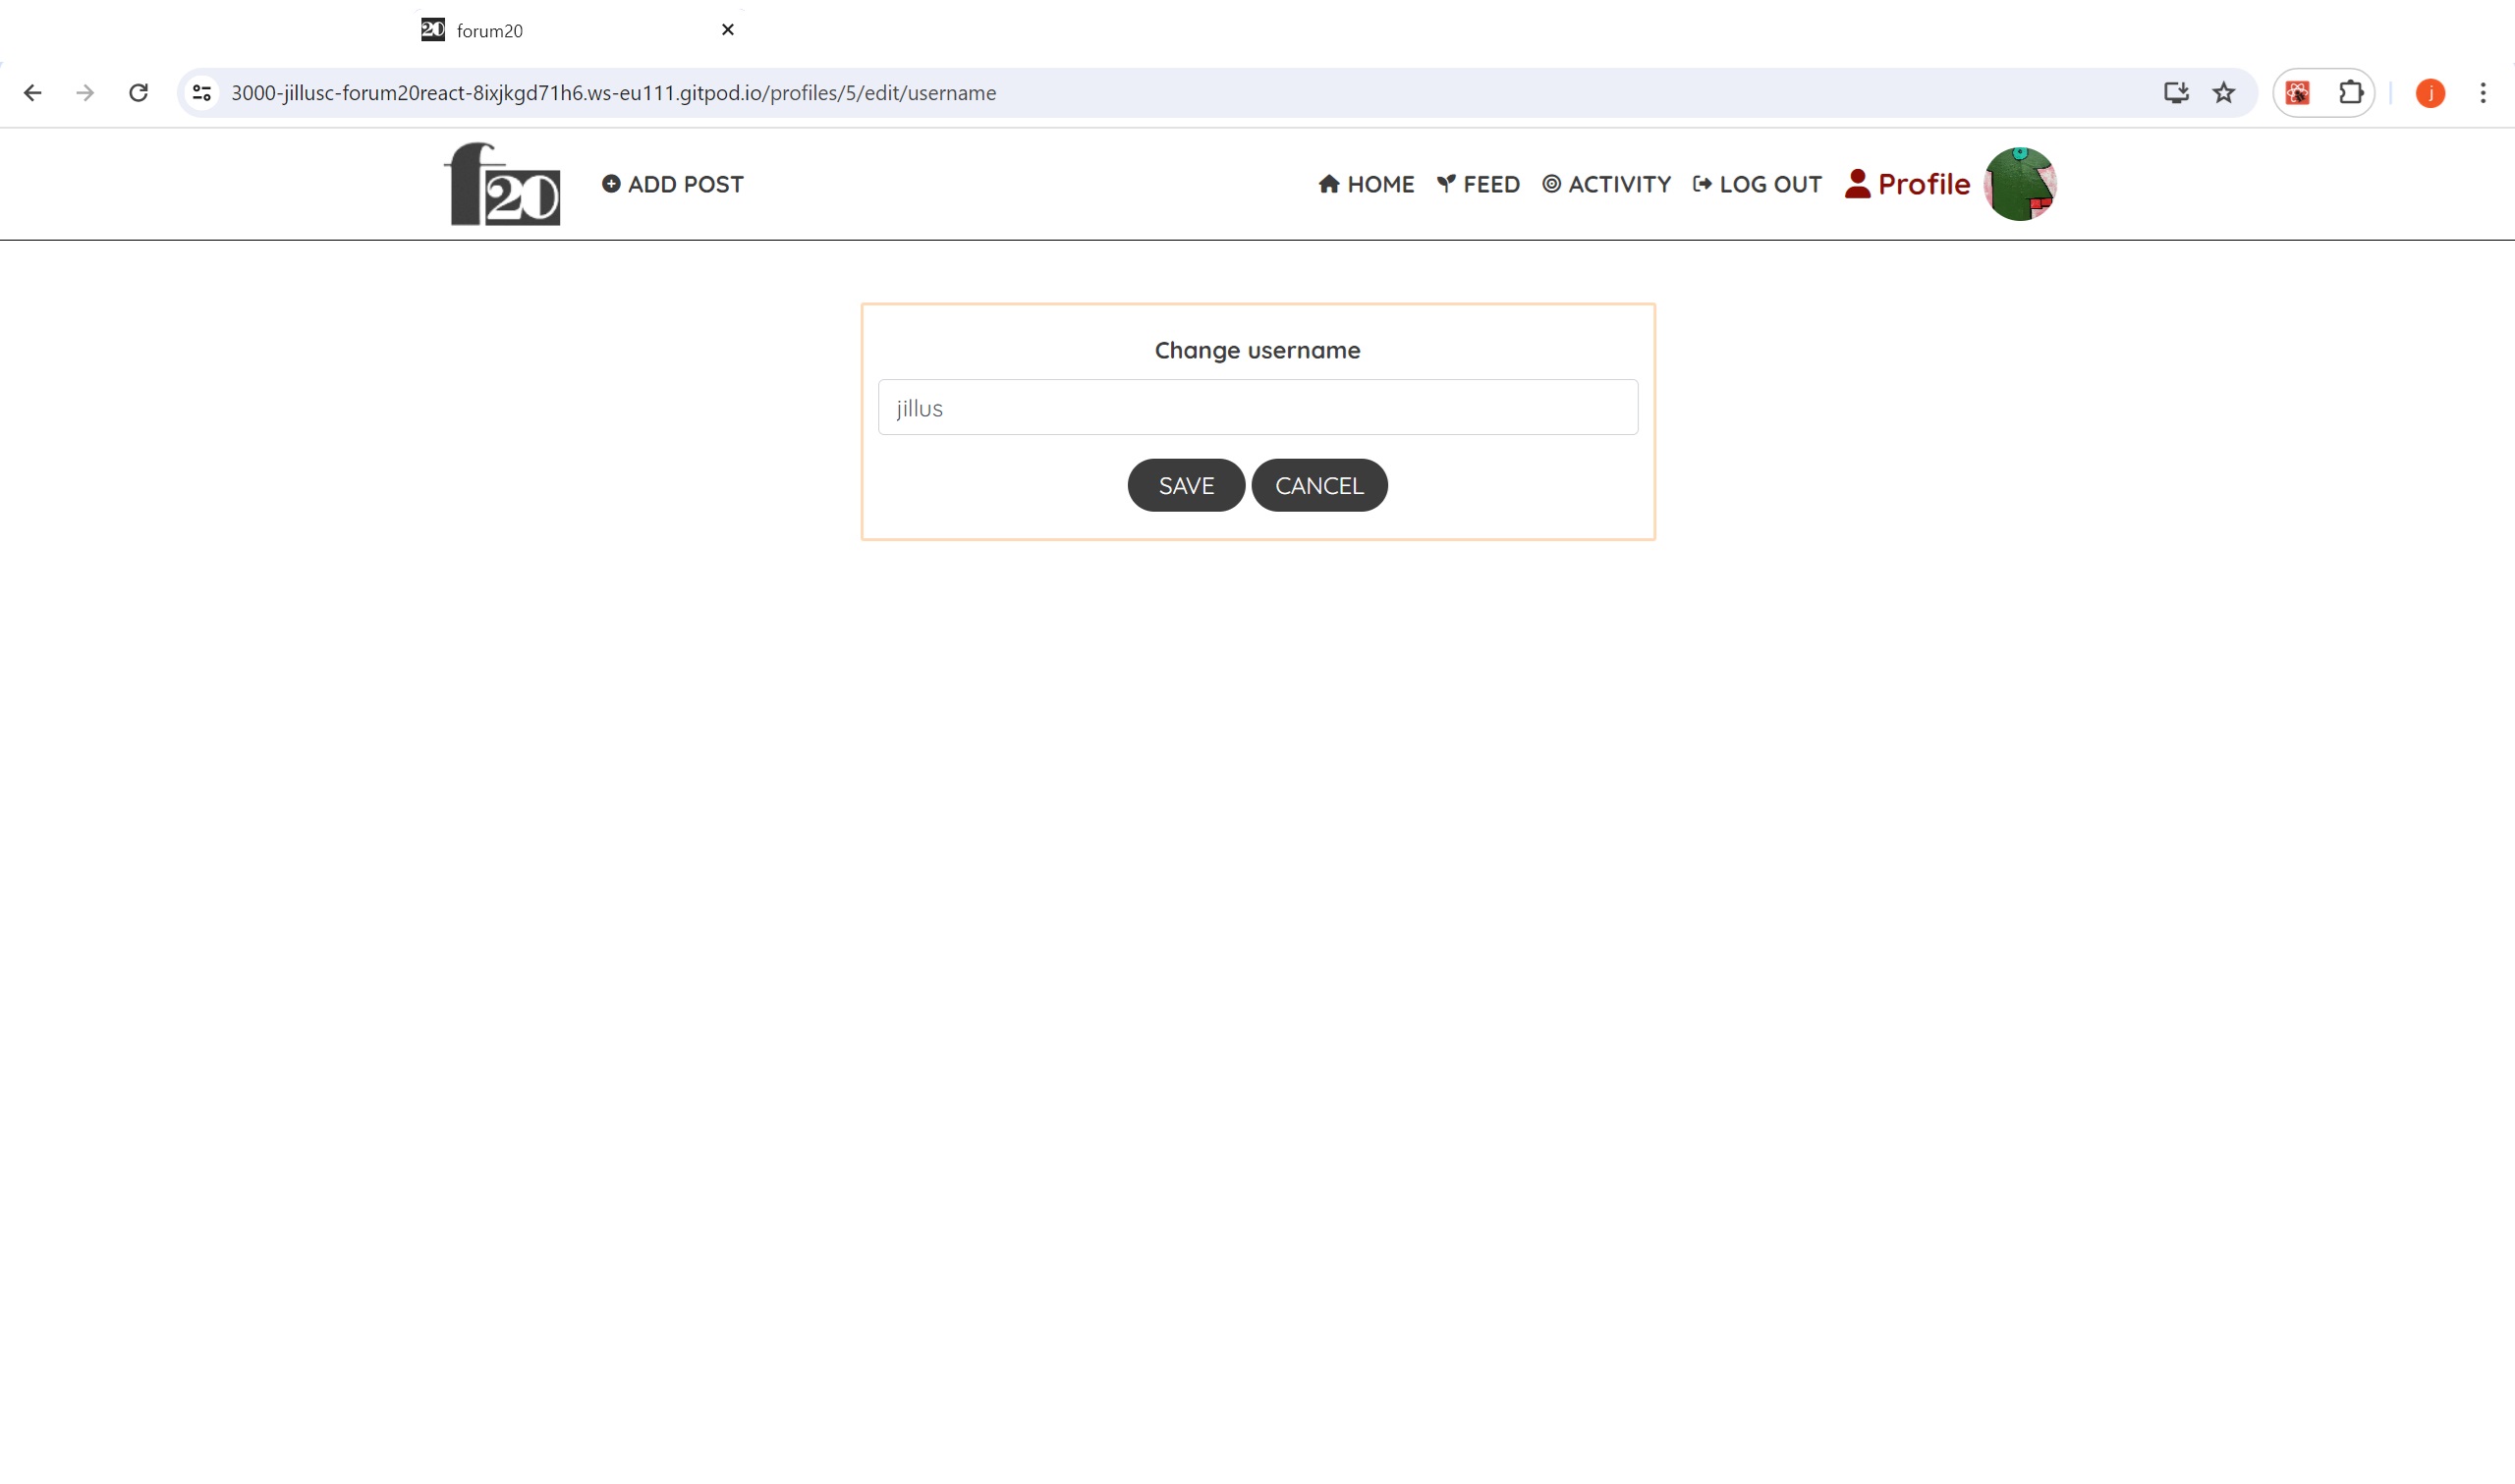 20 forum20
3000-jillusc-forum20react-8ixjkgd71h6.ws-eu111.gitpod.io/profiles/5/edit/username
j
f20 ADD POST HOME FEED ACTIVITY LOG OUT Profile
Change username
jillus
SAVE CANCEL